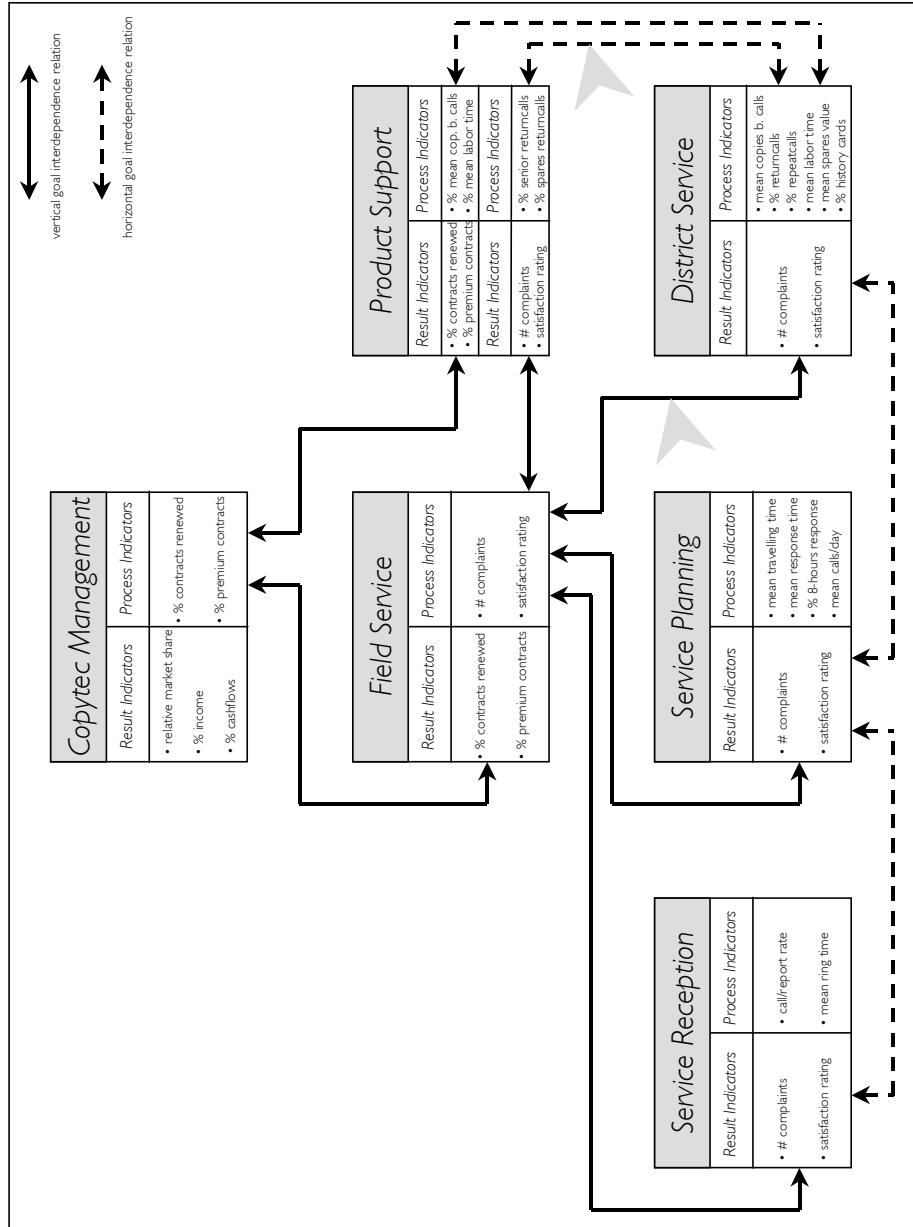 vertical goal interdependence relation
horizontal goal interdependence relation
Copytec Management
Result Indicators
Process Indicators
• relative market share
• % income
• % cashflows
• % contracts renewed
• % premium contracts
Field Service
Result Indicators
Process Indicators
• % contracts renewed
• % premium contracts
• # complaints
• satisfaction rating
Product Support
Result Indicators
Process Indicators
• % contracts renewed
• % premium contracts
• % mean cop. b. calls
• % mean labor time
Result Indicators
Process Indicators
• # complaints
• satisfaction rating
• % senior returncalls
• % spares returncalls
Service Reception
Result Indicators
Process Indicators
• # complaints
• satisfaction rating
• call/report rate
• mean ring time
Service Planning
Result Indicators
Process Indicators
• # complaints
• satisfaction rating
• mean travelling time
• mean response time
• % 8-hours response
• mean calls/day
District Service
Result Indicators
Process Indicators
• # complaints
• satisfaction rating
• mean copies b. calls
• % returncalls
• % repeatcalls
• mean labor time
• mean spares value
• % history cards